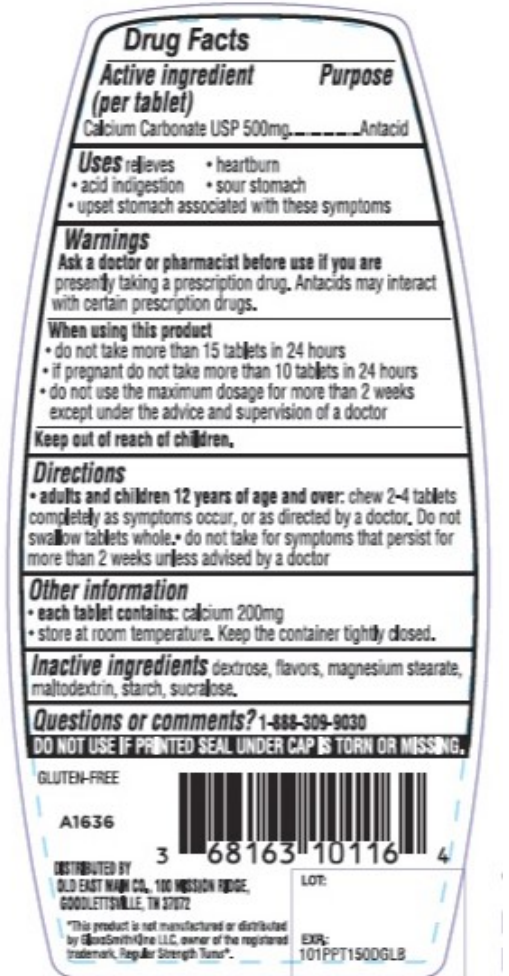 Drug Facts
Active ingredient Purpose
(per tablet)
Calcium Carbonate USP 500mg............Antacid
Uses relieves • heartburn
• acid indigestion • sour stomach
• upset stomach associated with these symptoms
Warnings
Ask a doctor or pharmacist before use if you are
presently taking a prescription drug. Antacids may interact
with certain prescription drugs.
When using this product
• do not take more than 15 tablets in 24 hours
• if pregnant do not take more than 10 tablets in 24 hours
• do not use the maximum dosage for more than 2 weeks
except under the advice and supervision of a doctor
Keep out of reach of children.
Directions
• adults and children 12 years of age and over: chew 2-4 tablets
completely as symptoms occur, or as directed by a doctor. Do not
swallow tablets whole. • do not take for symptoms that persist for
more than 2 weeks unless advised by a doctor
Other information
• each tablet contains: calcium 200mg
• store at room temperature. Keep the container tightly closed.
Inactive ingredients dextrose, flavors, magnesium stearate,
maltodextrin, starch, sucralose.
Questions or comments? 1-888-309-9030
DO NOT USE IF PRINTED SEAL UNDER CAP IS TORN OR MISSING.
GLUTEN-FREE
A1636
3 68163 10116 4
DISTRIBUTED BY
OLD EAST MAIN CO., 100 MISSION RIDGE,
GOODLETTSVILLE, TN 37072
*This product is not manufactured or distributed
by GlaxoSmithKline LLC, owner of the registered
trademark, Regular Strength Tums®.
LOT:
EXP.:
101PPT150DGLB